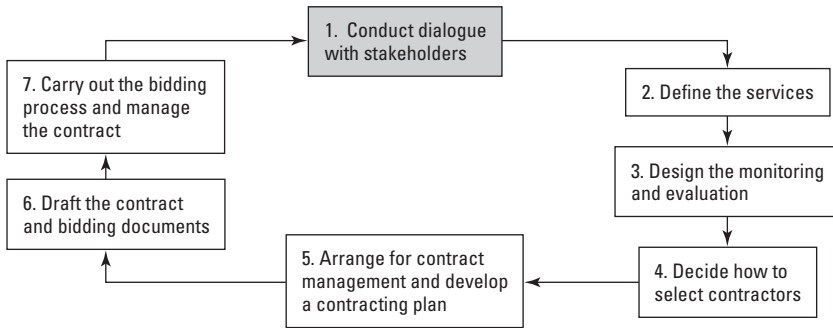 1. Conduct dialogue
with stakeholders
2. Define the services
3. Design the monitoring
and evaluation
4. Decide how to
select contractors
5. Arrange for contract
management and develop
a contracting plan
6. Draft the contract
and bidding documents
7. Carry out the bidding
process and manage
the contract